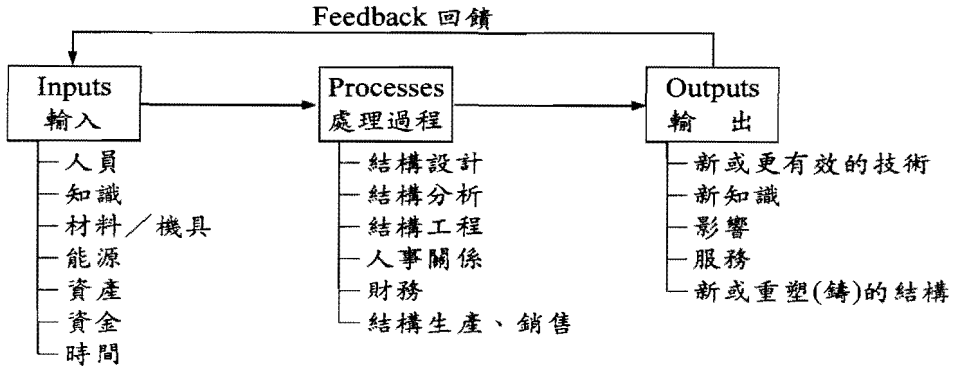 Feedback 回饋
Inputs
輸入
人員
知識
材料／機具
能源
資產
資金
時間
Processes
處理過程
結構設計
結構分析
結構工程
人事關係
財務
結構生產、銷售
Outputs
輸 出
新或更有效的技術
新知識
影響
服務
新或重塑(鑄)的結構